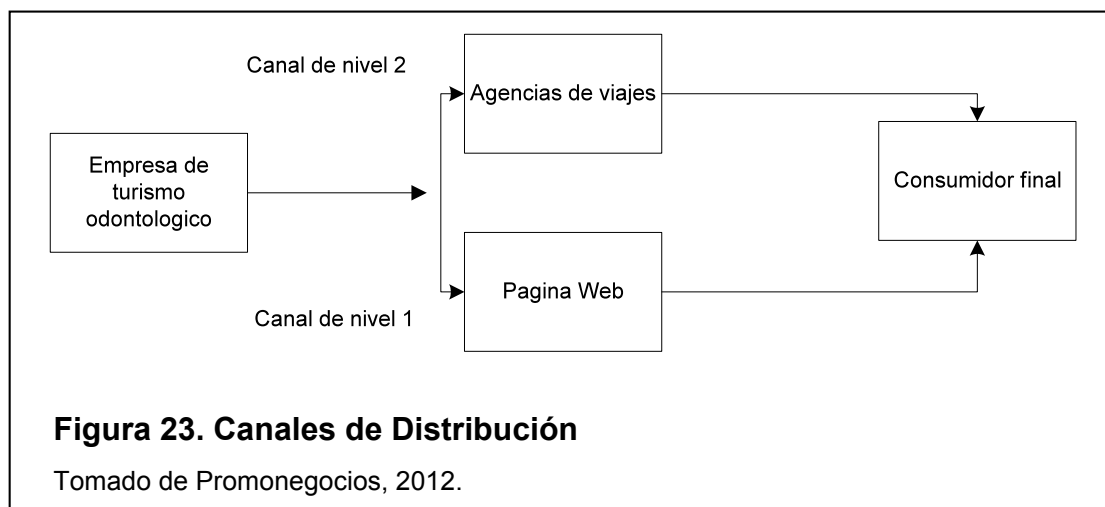 Canal de nivel 2
Agencias de viajes
Empresa de
turismo
odontologico
Consumidor final
Pagina Web
Canal de nivel 1
Figura 23. Canales de Distribución
Tomado de Promonegocios, 2012.